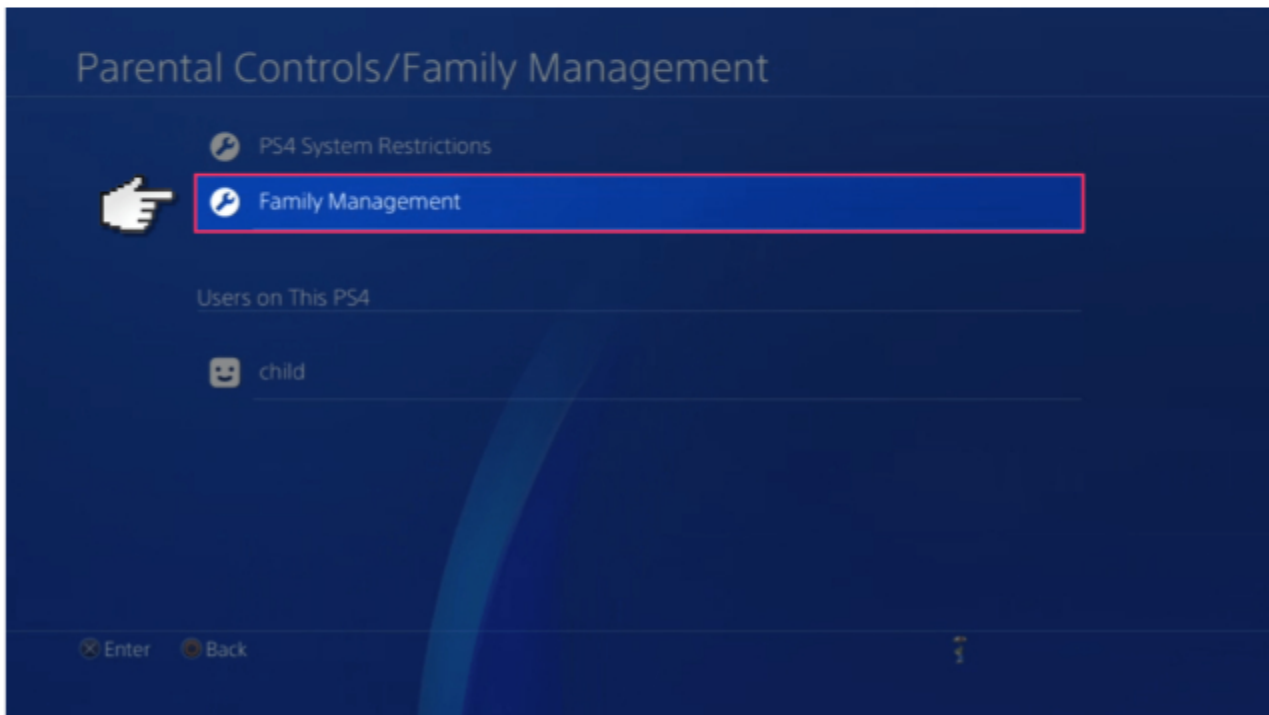 Parental Controls/Family Management
PS4 System Restrictions
Family Management
Users on This PS4
child
Enter Back